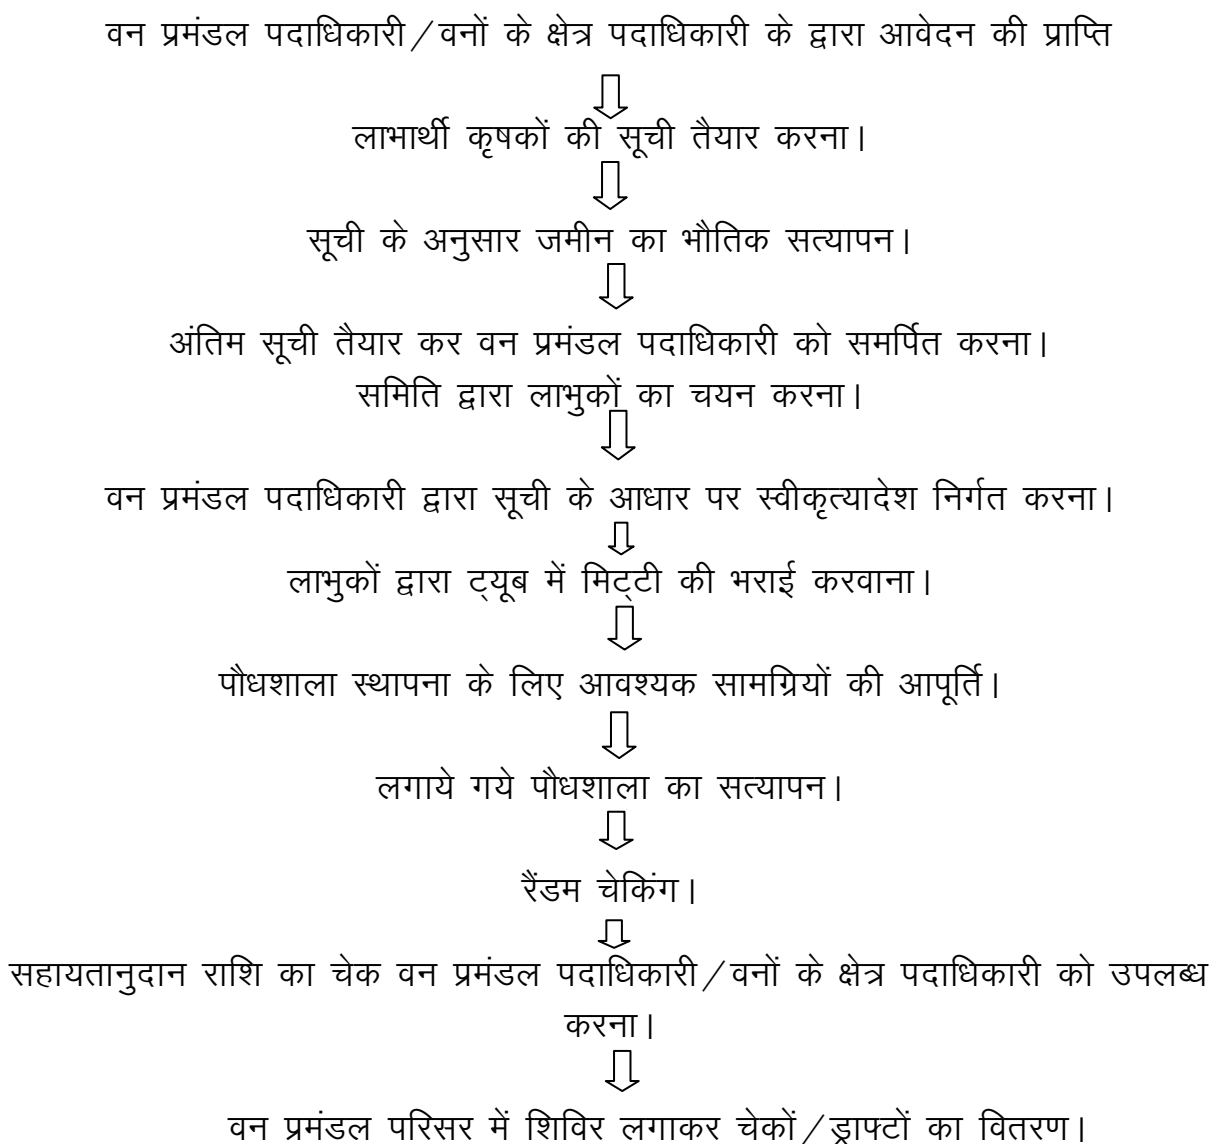 वन प्रमंडल पदाधिकारी/वनों के क्षेत्र पदाधिकारी के द्वारा आवेदन की प्राप्ति
लाभार्थी कृषकों की सूची तैयार करना।
सूची के अनुसार जमीन का भौतिक सत्यापन।
अंतिम सूची तैयार कर वन प्रमंडल पदाधिकारी को समर्पित करना।
समिति द्वारा लाभुकों का चयन करना।
वन प्रमंडल पदाधिकारी द्वारा सूची के आधार पर स्वीकृत्यादेश निर्गत करना।
लाभुकों द्वारा ट्यूब में मिट्टी की भराई करवाना।
पौधशाला स्थापना के लिए आवश्यक सामग्रियों की आपूर्ति।
लगाये गये पौधशाला का सत्यापन।
रैंडम चेकिंग।
सहायतानुदान राशि का चेक वन प्रमंडल पदाधिकारी/वनों के क्षेत्र पदाधिकारी को उपलब्ध
करना।
वन प्रमंडल परिसर में शिविर लगाकर चेकों/ड्राफ्टों का वितरण।